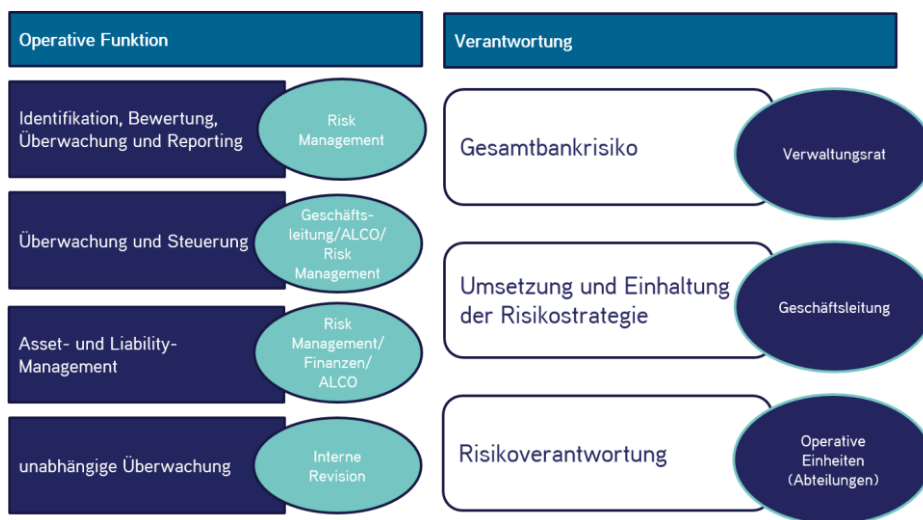 Operative Funktion
Identifikation, Bewertung,
Überwachung und Reporting
Risk
Management
Überwachung und Steuerung
Geschäfts-
leitung/ALCO/
Risk
Management
Asset- und Liability-
Management
Risk
Management/
Finanzen/
ALCO
unabhängige Überwachung
Interne
Revision
Verantwortung
Gesamtbankrisiko
Verwaltungsrat
Umsetzung und Einhaltung
der Risikostrategie
Geschäftsleitung
Risikoverantwortung
Operative
Einheiten
(Abteilungen)